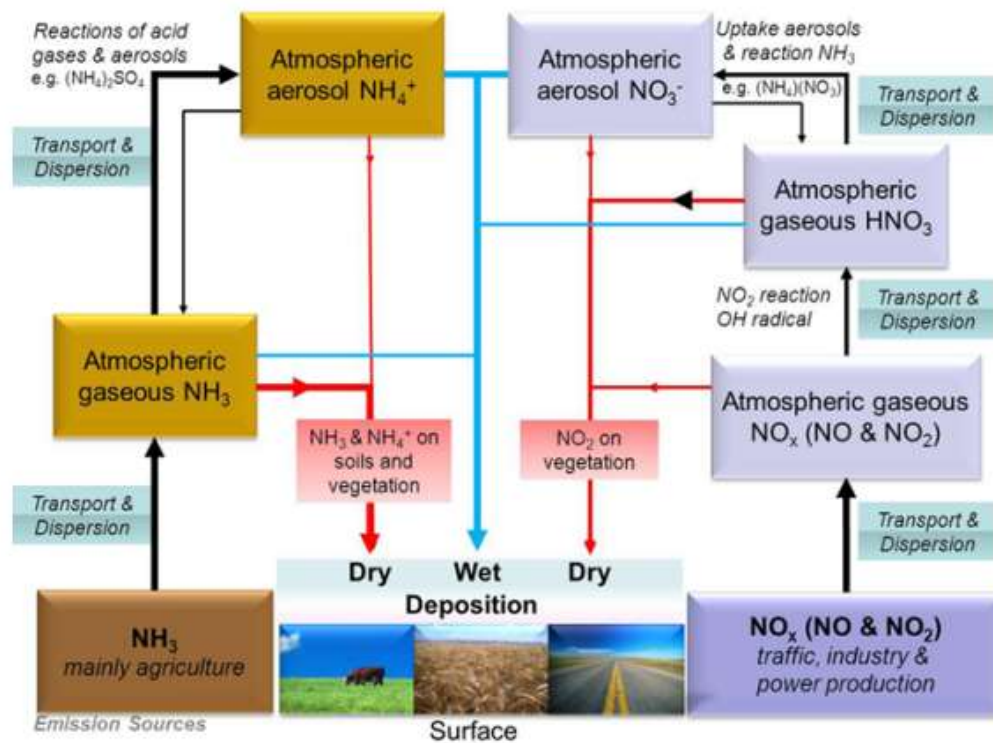 Reactions of acid
gases & aerosols
e.g. (NH₄)₂SO₄
Atmospheric
aerosol NH₄⁺
Atmospheric
aerosol NO₃⁻
Uptake aerosols
& reaction NH₃
e.g. (NH₄)(NO₃)
Transport &
Dispersion
Transport &
Dispersion
Atmospheric
gaseous HNO₃
NO₂ reaction
OH radical
Transport &
Dispersion
Atmospheric
gaseous NH₃
Atmospheric gaseous
NOₓ (NO & NO₂)
NH₃ & NH₄⁺ on
soils and
vegetation
NO₂ on
vegetation
Transport &
Dispersion
Transport &
Dispersion
Dry Wet Dry
Deposition
NH₃
mainly agriculture
NOₓ (NO & NO₂)
traffic, industry &
power production
Emission Sources
Surface